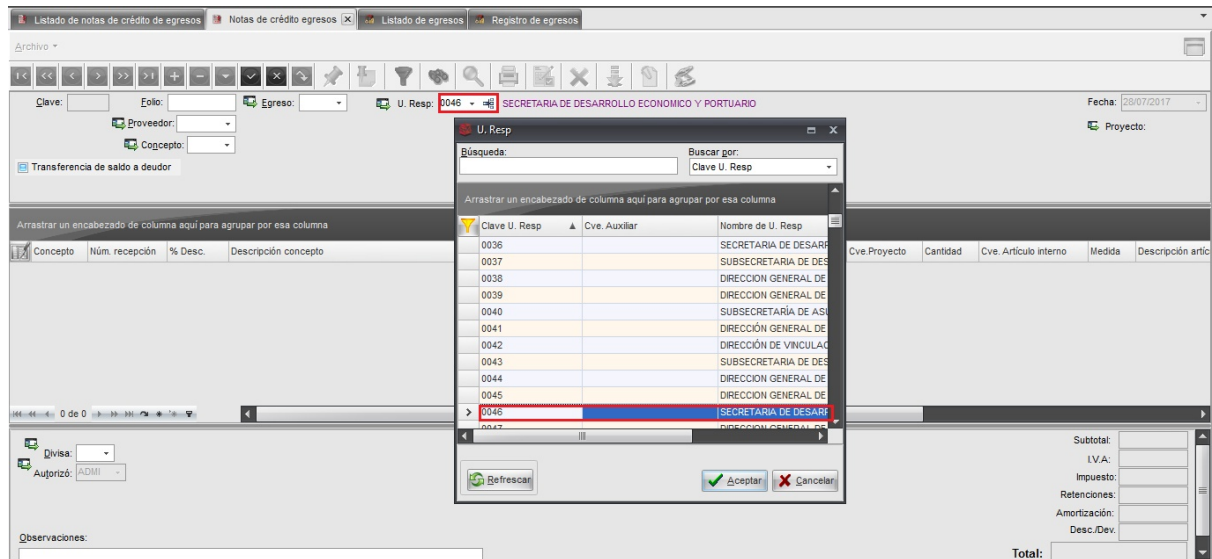 Listado de notas de crédito de egresos Notas de crédito egresos Listado de egresos Registro de egresos
Archivo
Clave: Folio: Egreso: U. Resp: 0046 SECRETARIA DE DESARROLLO ECONOMICO Y PORTUARIO Fecha: 28/07/2017
Proveedor: Proyecto:
Concepto:
Transferencia de saldo a deudor
U. Resp
Búsqueda: Buscar por:
Clave U. Resp
Arrastrar un encabezado de columna aquí para agrupar por esa columna
Clave U. Resp Cve. Auxiliar Nombre de U. Resp
0036 SECRETARIA DE DESARR
0037 SUBSECRETARIA DE DES
0038 DIRECCION GENERAL DE
0039 DIRECCION GENERAL DE
0040 SUBSECRETARÍA DE ASU
0041 DIRECCIÓN GENERAL DE
0042 DIRECCIÓN DE VINCULAC
0043 SUBSECRETARIA DE DES
0044 DIRECCION GENERAL DE
0045 DIRECCION GENERAL DE
0046 SECRETARIA DE DESARR
0047 DIRECCION GENERAL DE
Refrescar Aceptar Cancelar
Arrastrar un encabezado de columna aquí para agrupar por esa columna
Concepto Núm. recepción % Desc. Descripción concepto Cve.Proyecto Cantidad Cve. Artículo interno Medida Descripción artíc
0 de 0
Divisa:
Autorizó: ADMI
Observaciones:
Subtotal:
I.V.A:
Impuesto:
Retenciones:
Amortización:
Desc./Dev.
Total: